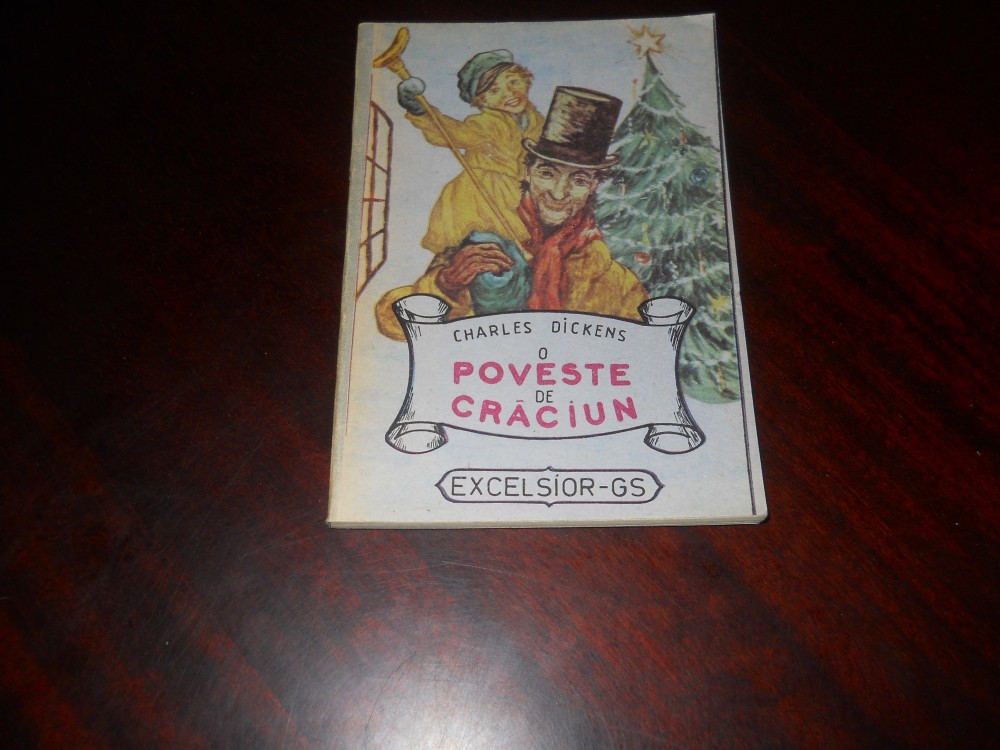 CHARLES DICKENS
O
POVESTE
DE
CRĂCIUN
EXCELSIOR-GS